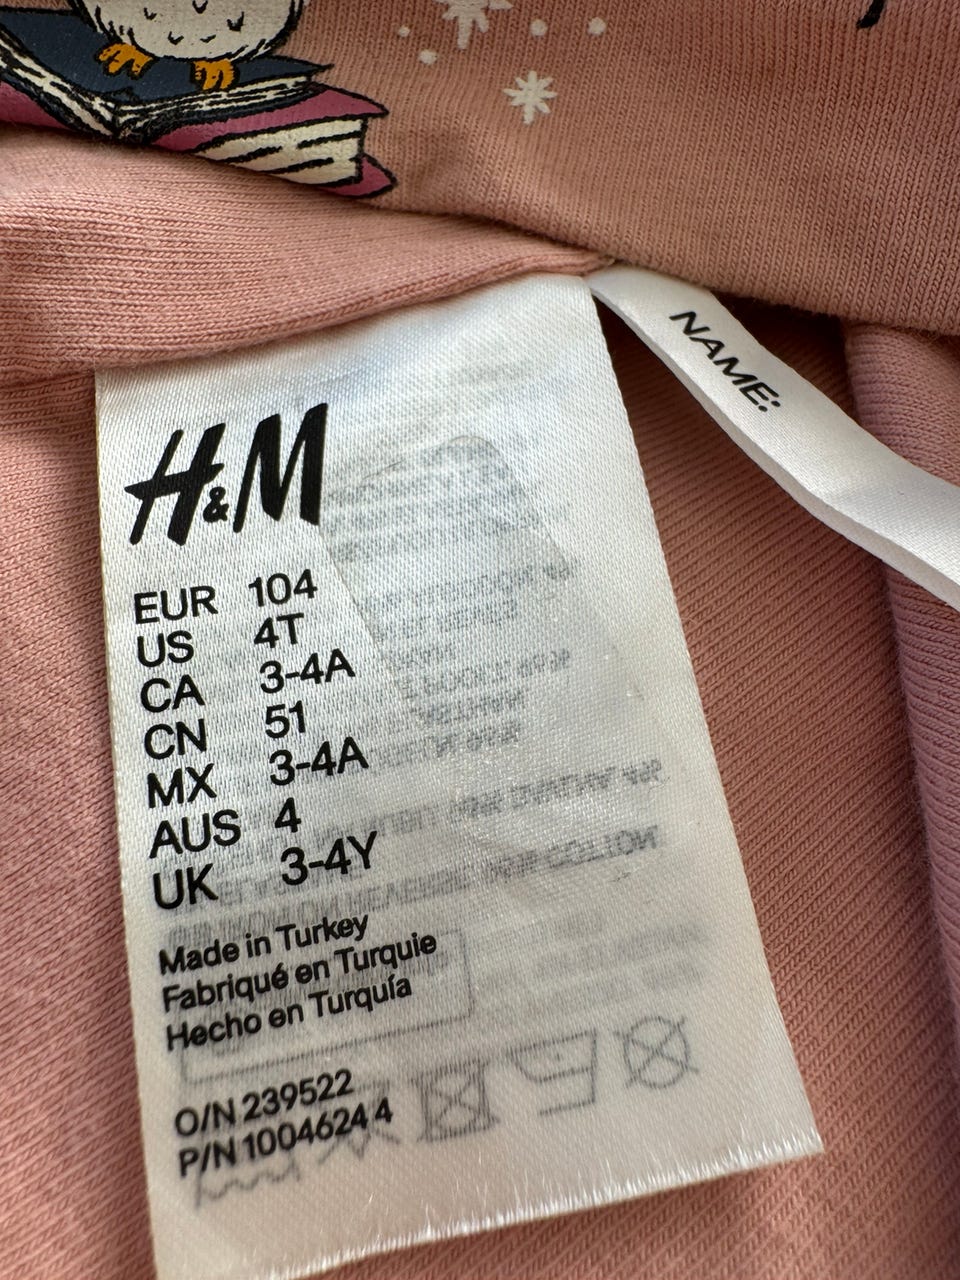 NAME:
H&M
EUR 104
US 4T
CA 3-4A
CN 51
MX 3-4A
AUS 4
UK 3-4Y
Made in Turkey
Fabriqué en Turquie
Hecho en Turquía
O/N 239522
P/N 1004624 4